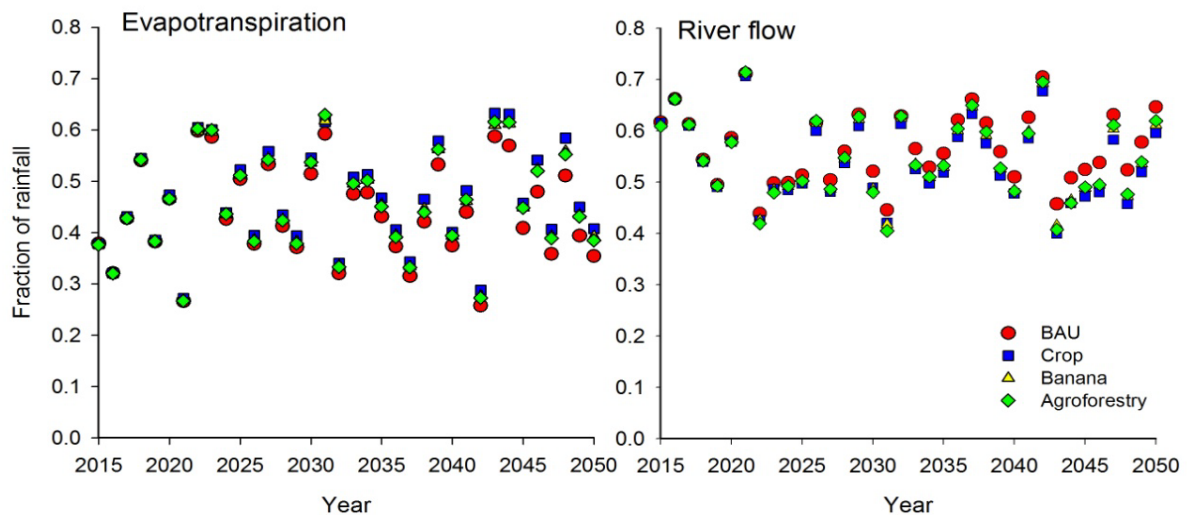 Evapotranspiration
Fraction of rainfall
0.8
0.7
0.6
0.5
0.4
0.3
0.2
0.1
0.0
2015 2020 2025 2030 2035 2040 2045 2050
Year
River flow
0.8
0.7
0.6
0.5
0.4
0.3
0.2
0.1
0.0
BAU
Crop
Banana
Agroforestry
2015 2020 2025 2030 2035 2040 2045 2050
Year